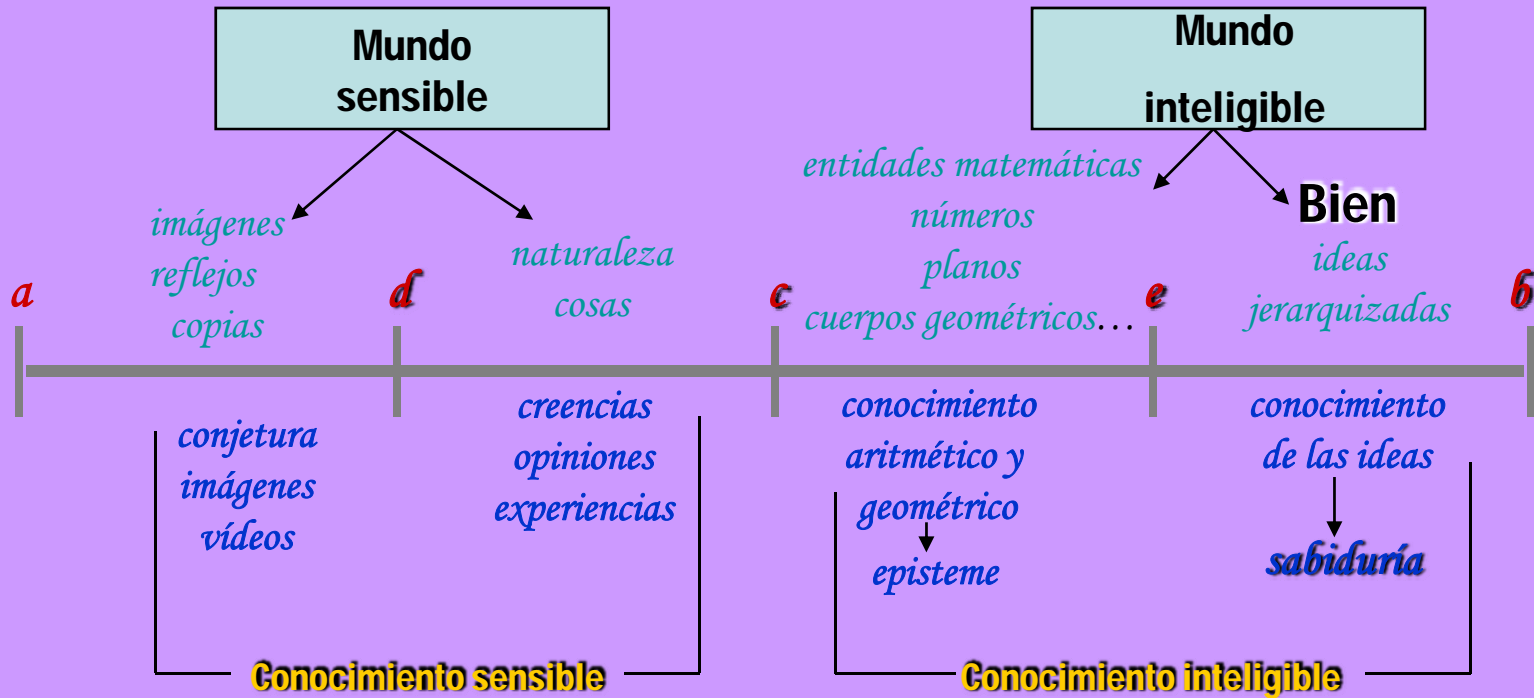 Mundo
sensible
Mundo
inteligible
imágenes
reflejos
copias
naturaleza
cosas
entidades matemáticas
números
planos
cuerpos geométricos…
Bien
ideas
jerarquizadas
a
d
c
e
b
conjetura
imágenes
vídeos
creencias
opiniones
experiencias
conocimiento
aritmético y
geométrico
episteme
conocimiento
de las ideas
sabiduría
Conocimiento sensible
Conocimiento inteligible